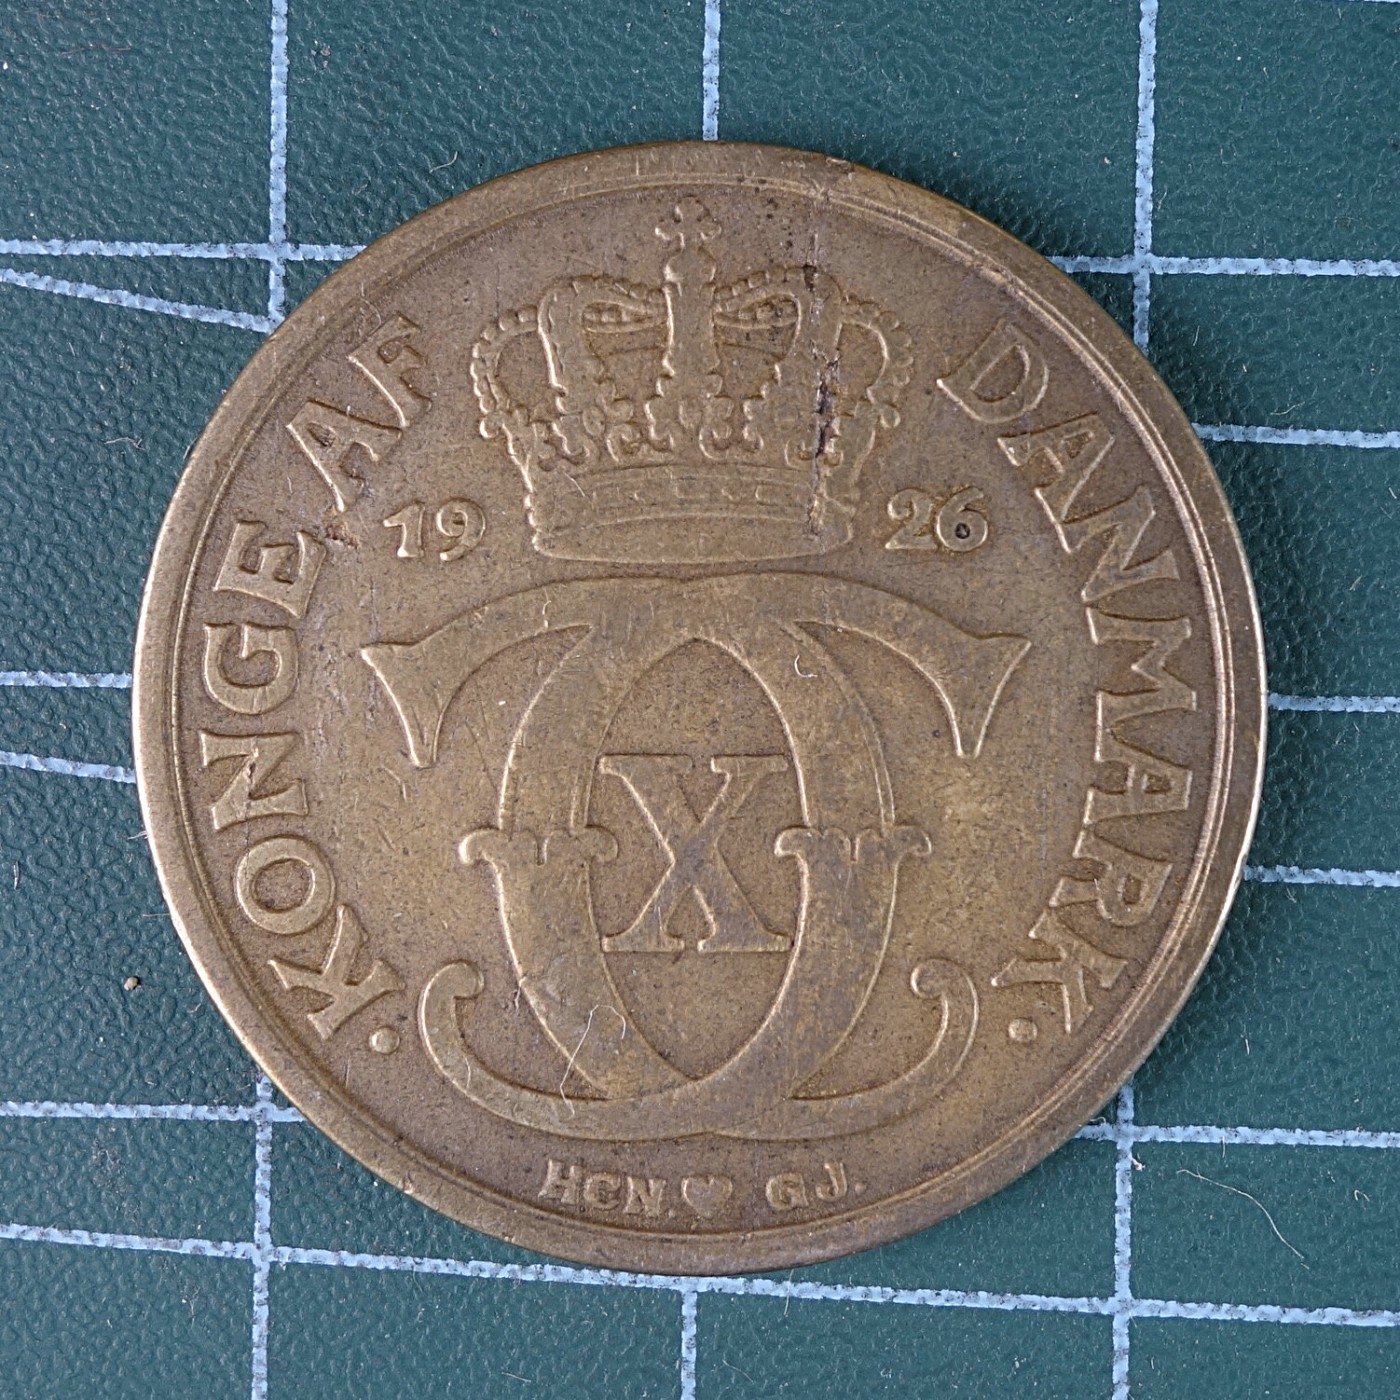 KONGE AF DANMARK
19 26
X
HCN ♥ GJ.